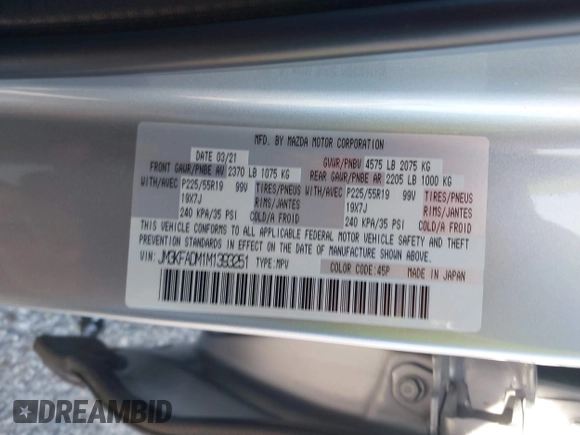 MFD. BY MAZDA MOTOR CORPORATION
DATE 03/21 GVWR/PNBV 4575 LB 2075 KG
FRONT GAWR/PNBE AV 2370 LB 1075 KG REAR GAWR/PNBE AR 2205 LB 1000 KG
WITH/AVEC P225/55R19 99V TIRES/PNEUS WITH/AVEC P225/55R19 99V TIRES/PNEUS
19X7J RIMS/JANTES 19X7J RIMS/JANTES
240 KPA/35 PSI COLD/A FROID 240 KPA/35 PSI COLD/A FROID
THIS VEHICLE CONFORMS TO ALL APPLICABLE FEDERAL MOTOR VEHICLE SAFETY AND THEFT
PREVENTION STANDARDS IN EFFECT ON THE DATE OF MANUFACTURE SHOWN ABOVE.
VIN: JM3KFADM1M1393251 TYPE: MPV COLOR CODE: 45P MADE IN JAPAN
DREAMBID